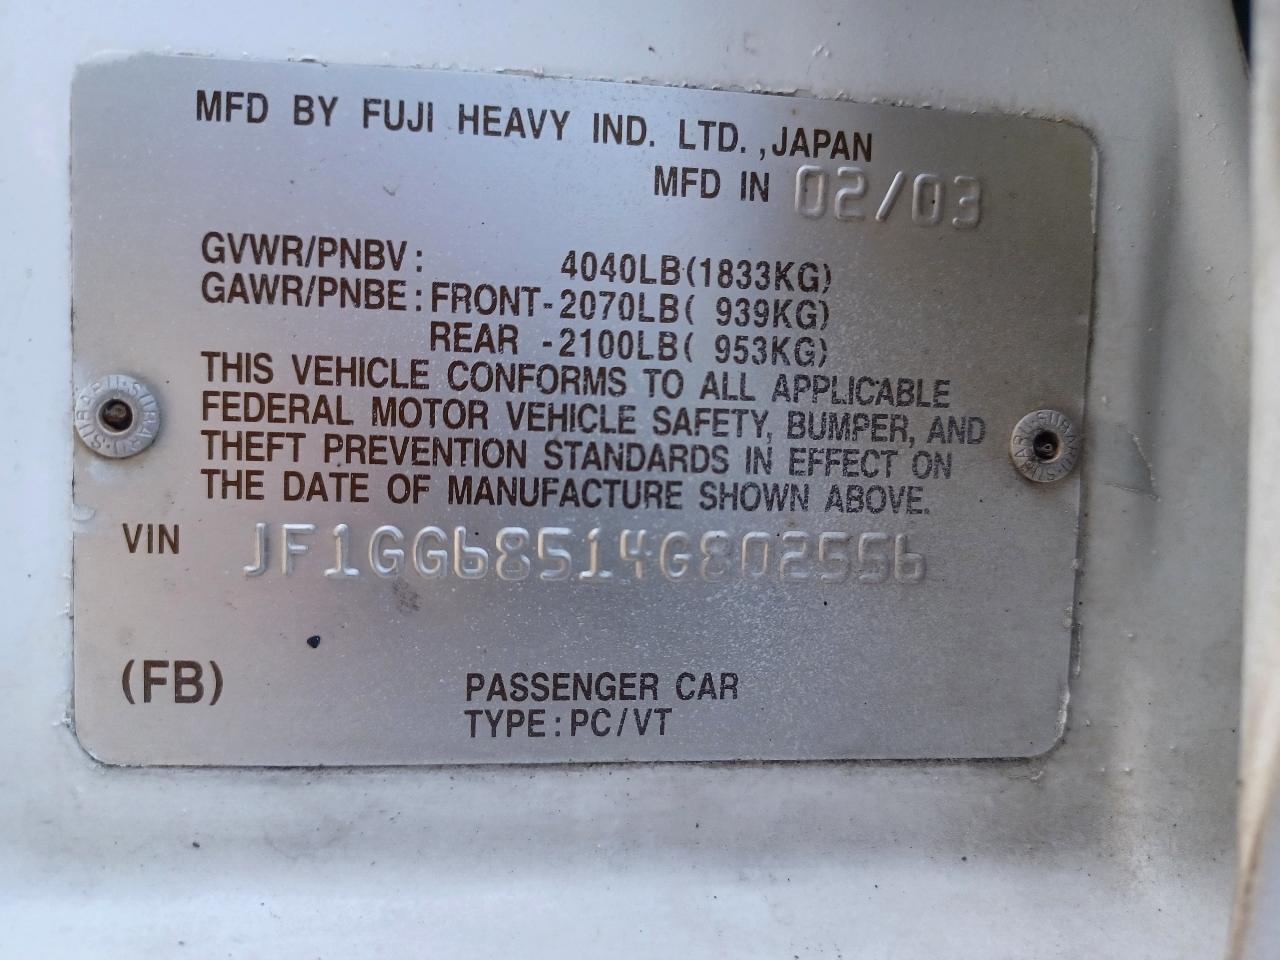 MFD BY FUJI HEAVY IND. LTD., JAPAN
MFD IN 02/03
GVWR/PNBV: 4040LB(1833KG)
GAWR/PNBE: FRONT-2070LB( 939KG)
REAR -2100LB( 953KG)
THIS VEHICLE CONFORMS TO ALL APPLICABLE
FEDERAL MOTOR VEHICLE SAFETY, BUMPER, AND
THEFT PREVENTION STANDARDS IN EFFECT ON
THE DATE OF MANUFACTURE SHOWN ABOVE.
VIN JF1GG68514G802556
(FB)
PASSENGER CAR
TYPE: PC/VT